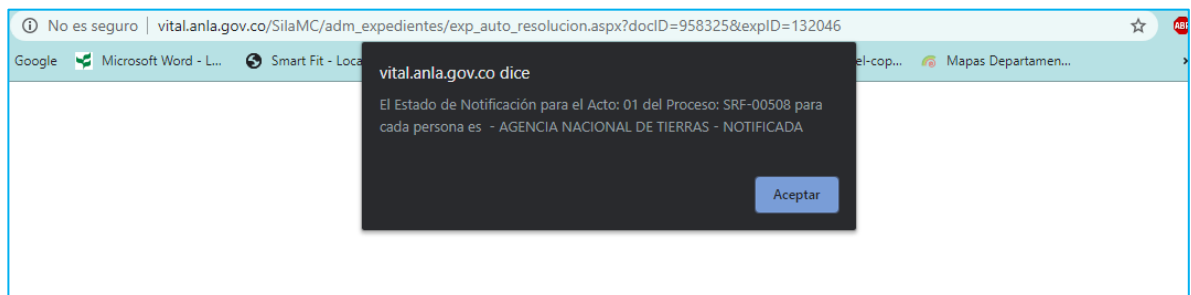 No es seguro | vital.anla.gov.co/SilaMC/adm_expedientes/exp_auto_resolucion.aspx?docID=958325&expID=132046
ABP
Google Microsoft Word - L... Smart Fit - Loca el-cop... Mapas Departamen...
vital.anla.gov.co dice
El Estado de Notificación para el Acto: 01 del Proceso: SRF-00508 para
cada persona es - AGENCIA NACIONAL DE TIERRAS - NOTIFICADA
Aceptar